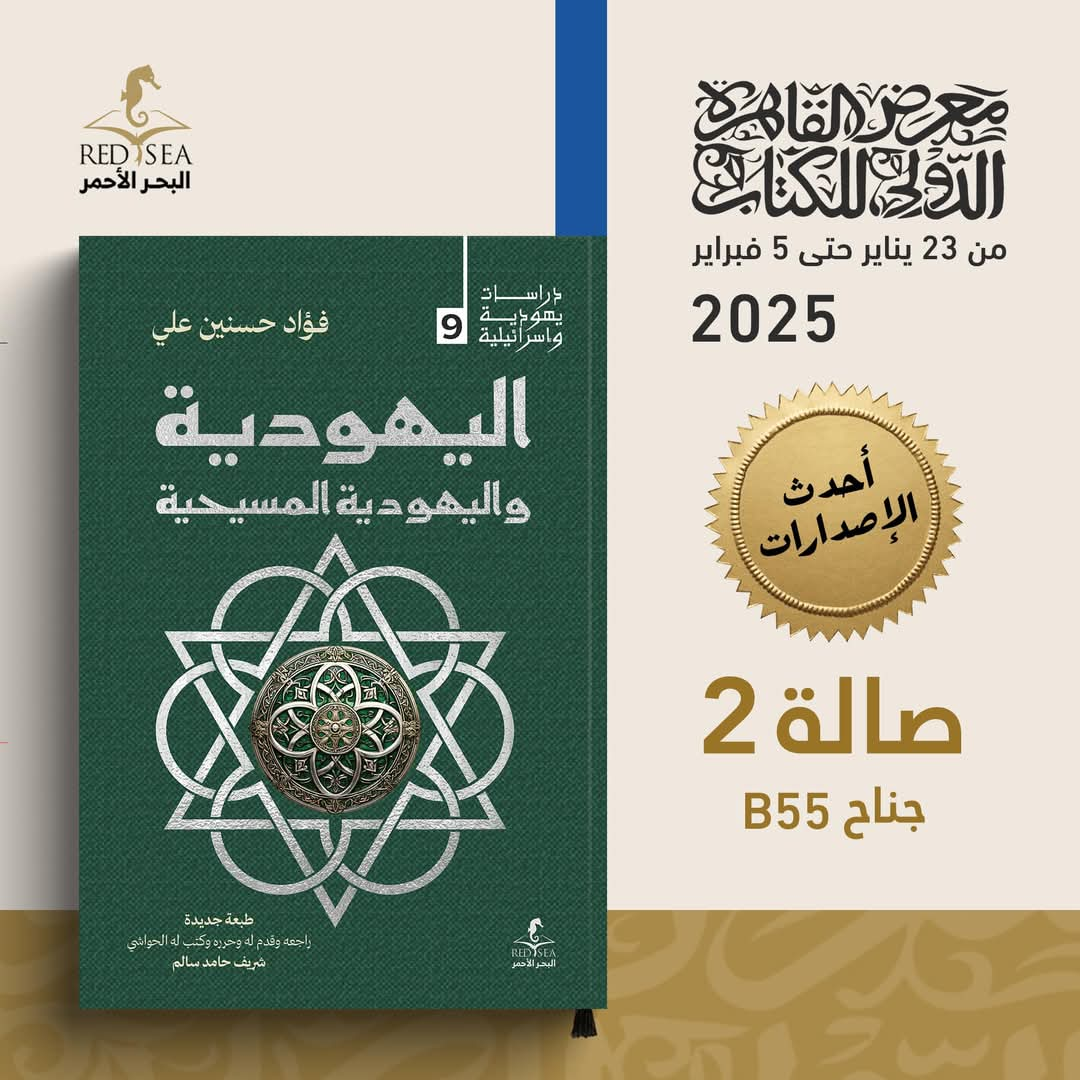 RED SEA
البحر الأحمر
معرض القاهرة
الدولي للكتاب
من 23 يناير حتى 5 فبراير
2025
أحدث
الإصدارات
صالة 2
جناح B55
دراسات
يهودية
وإسرائيلية
9
فؤاد حسنين علي
اليهودية
واليهودية المسيحية
طبعة جديدة
راجعه وقدم له وحرره وكتب له الحواشي
شريف حامد سالم
RED SEA
البحر الأحمر